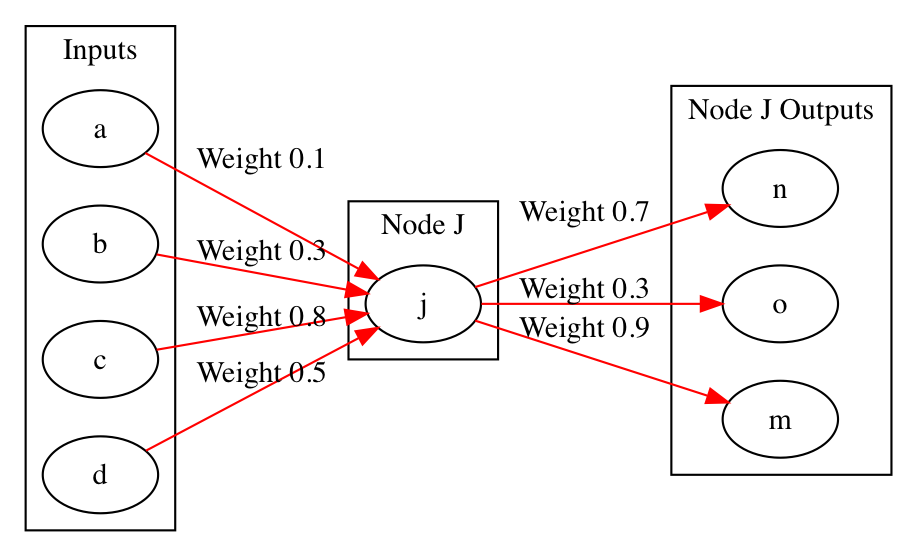 Inputs
a
b
c
d
Weight 0.1
Weight 0.3
Weight 0.8
Weight 0.5
Node J
j
Weight 0.7
Weight 0.3
Weight 0.9
Node J Outputs
n
o
m